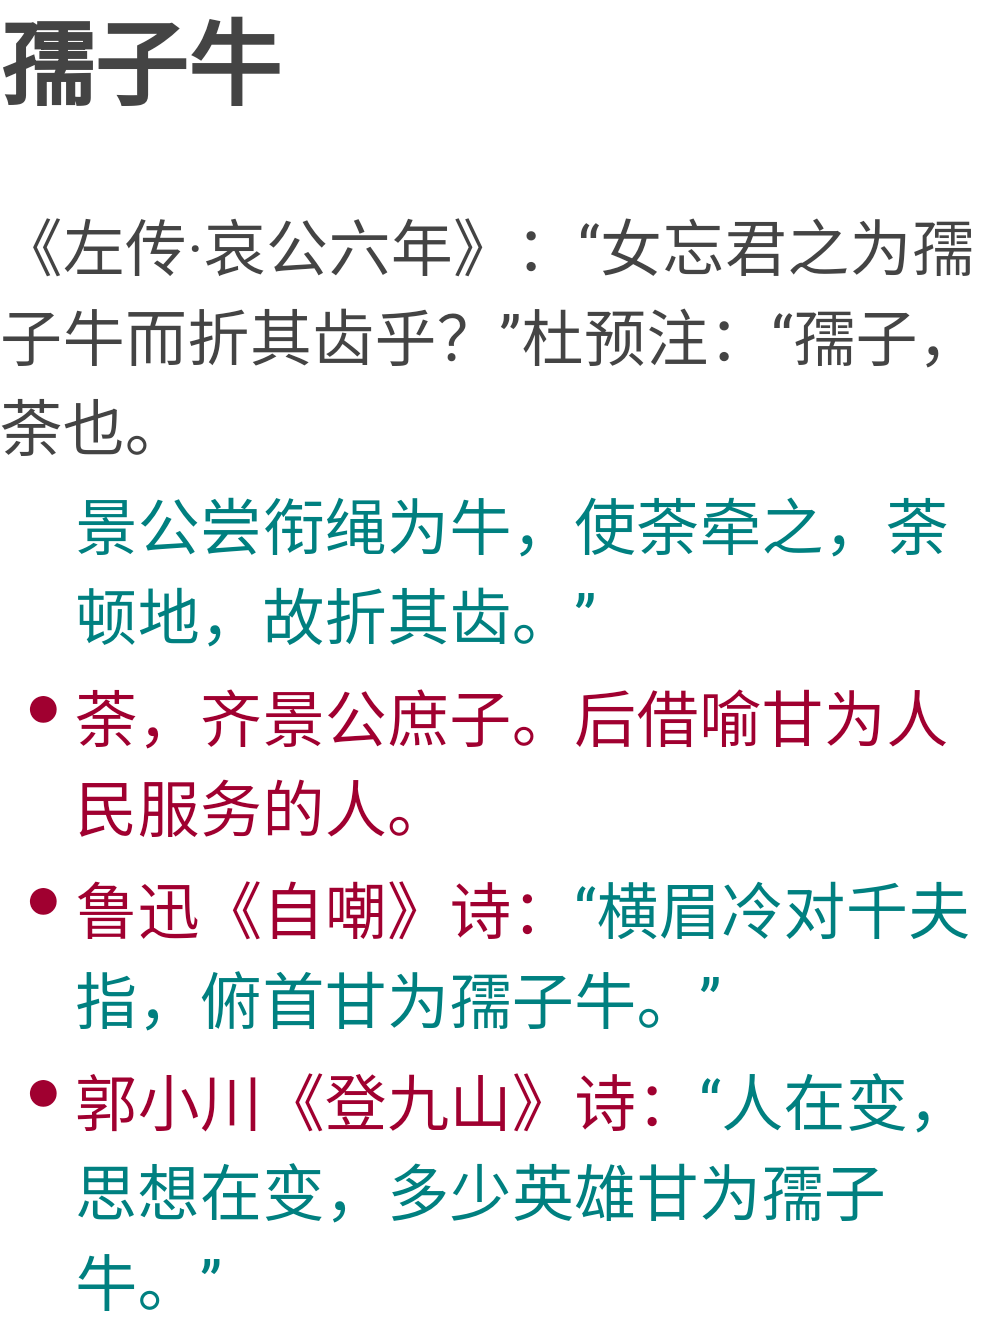 孺子牛
《左传·哀公六年》：“女忘君之为孺
子牛而折其齿乎？”杜预注：“孺子，
荼也。
景公尝衔绳为牛，使荼牵之，荼
顿地，故折其齿。”
荼，齐景公庶子。后借喻甘为人
民服务的人。
鲁迅《自嘲》诗：“横眉冷对千夫
指，俯首甘为孺子牛。”
郭小川《登九山》诗：“人在变，
思想在变，多少英雄甘为孺子
牛。”